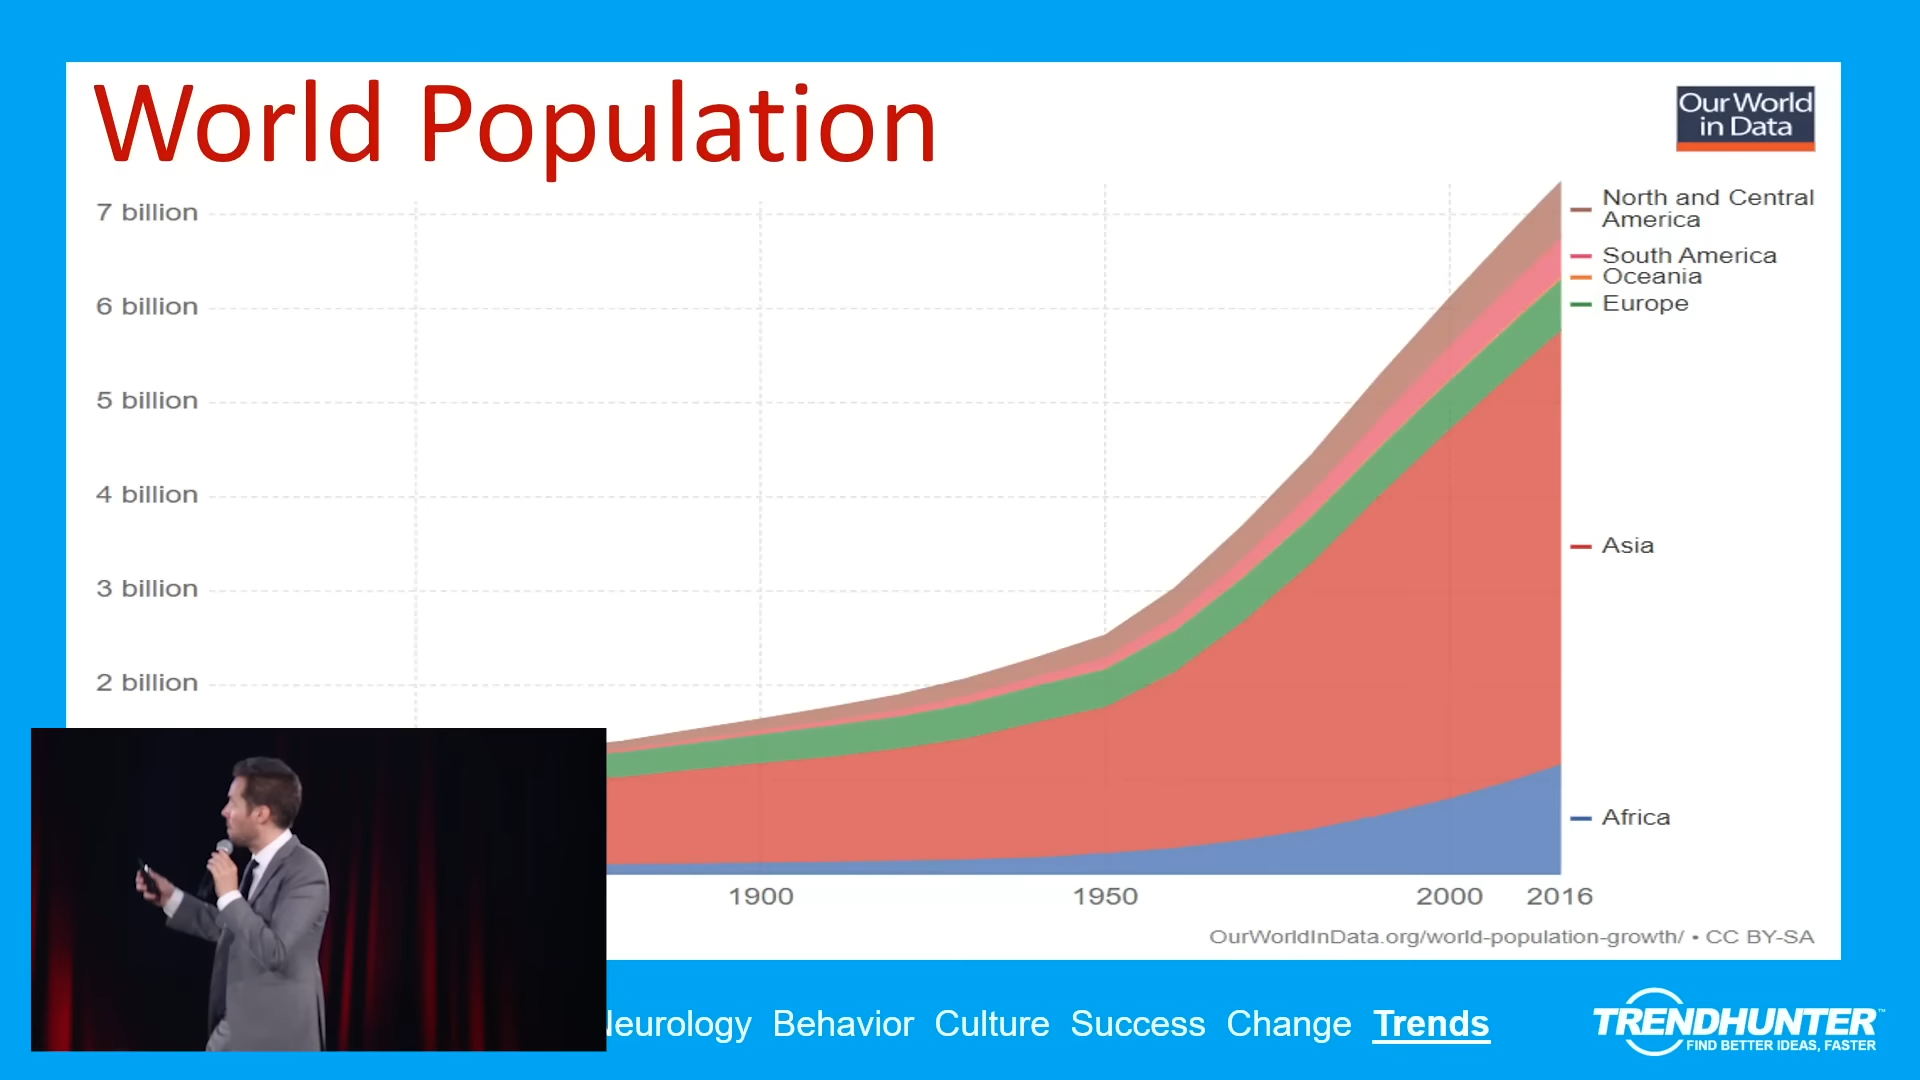 World Population
Our World
in Data
7 billion
6 billion
5 billion
4 billion
3 billion
2 billion
North and Central
America
South America
Oceania
Europe
Asia
Africa
1900
1950
2000
2016
OurWorldInData.org/world-population-growth/ • CC BY-SA
Neurology Behavior Culture Success Change Trends
TRENDHUNTER™
FIND BETTER IDEAS, FASTER